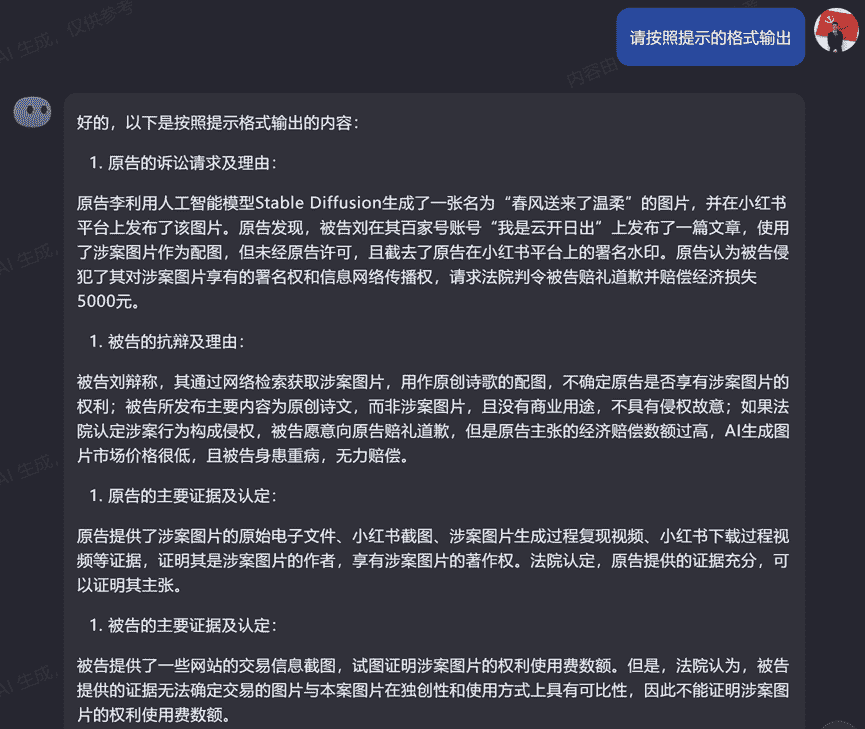 请按照提示的格式输出
好的，以下是按照提示格式输出的内容：
1. 原告的诉讼请求及理由：
原告李利用人工智能模型Stable Diffusion生成了一张名为“春风送来了温柔”的图片，并在小红书
平台上发布了该图片。原告发现，被告刘在其百家号账号“我是云开日出”上发布了一篇文章，使用
了涉案图片作为配图，但未经原告许可，且截去了原告在小红书平台上的署名水印。原告认为被告侵
犯了其对涉案图片享有的署名权和信息网络传播权，请求法院判令被告赔礼道歉并赔偿经济损失
5000元。
1. 被告的抗辩及理由：
被告刘辩称，其通过网络检索获取涉案图片，用作原创诗歌的配图，不确定原告是否享有涉案图片的
权利；被告所发布主要内容为原创诗文，而非涉案图片，且没有商业用途，不具有侵权故意；如果法
院认定涉案行为构成侵权，被告愿意向原告赔礼道歉，但是原告主张的经济赔偿数额过高，AI生成图
片市场价格很低，且被告身患重病，无力赔偿。
1. 原告的主要证据及认定：
原告提供了涉案图片的原始电子文件、小红书截图、涉案图片生成过程复现视频、小红书下载过程视
频等证据，证明其是涉案图片的作者，享有涉案图片的著作权。法院认定，原告提供的证据充分，可
以证明其主张。
1. 被告的主要证据及认定：
被告提供了一些网站的交易信息截图，试图证明涉案图片的权利使用费数额。但是，法院认为，被告
提供的证据无法确定交易的图片与本案图片在独创性和使用方式上具有可比性，因此不能证明涉案图
片的权利使用费数额。
AI 生成，仅供参考
内容由
AI 生成，
AI 生成，
AI 生成，